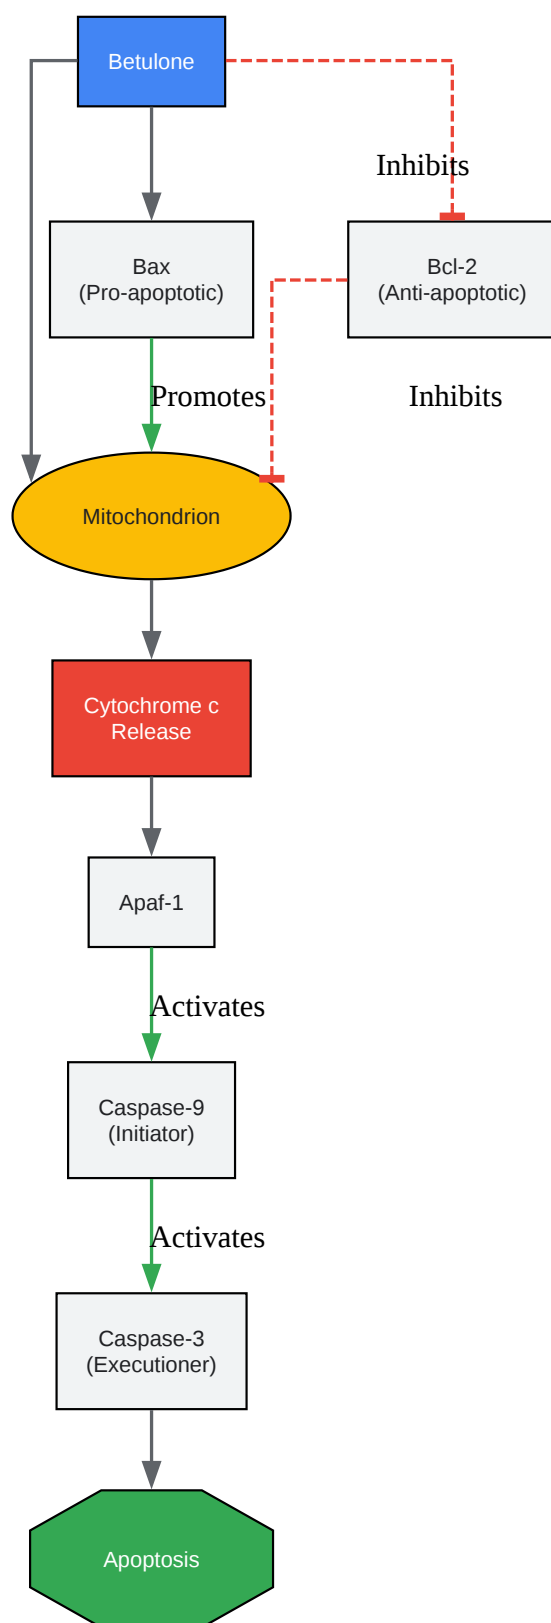 Betulone
Inhibits
Bax
(Pro-apoptotic)
Bcl-2
(Anti-apoptotic)
Promotes
Inhibits
Mitochondrion
Cytochrome c
Release
Apaf-1
Activates
Caspase-9
(Initiator)
Activates
Caspase-3
(Executioner)
Apoptosis